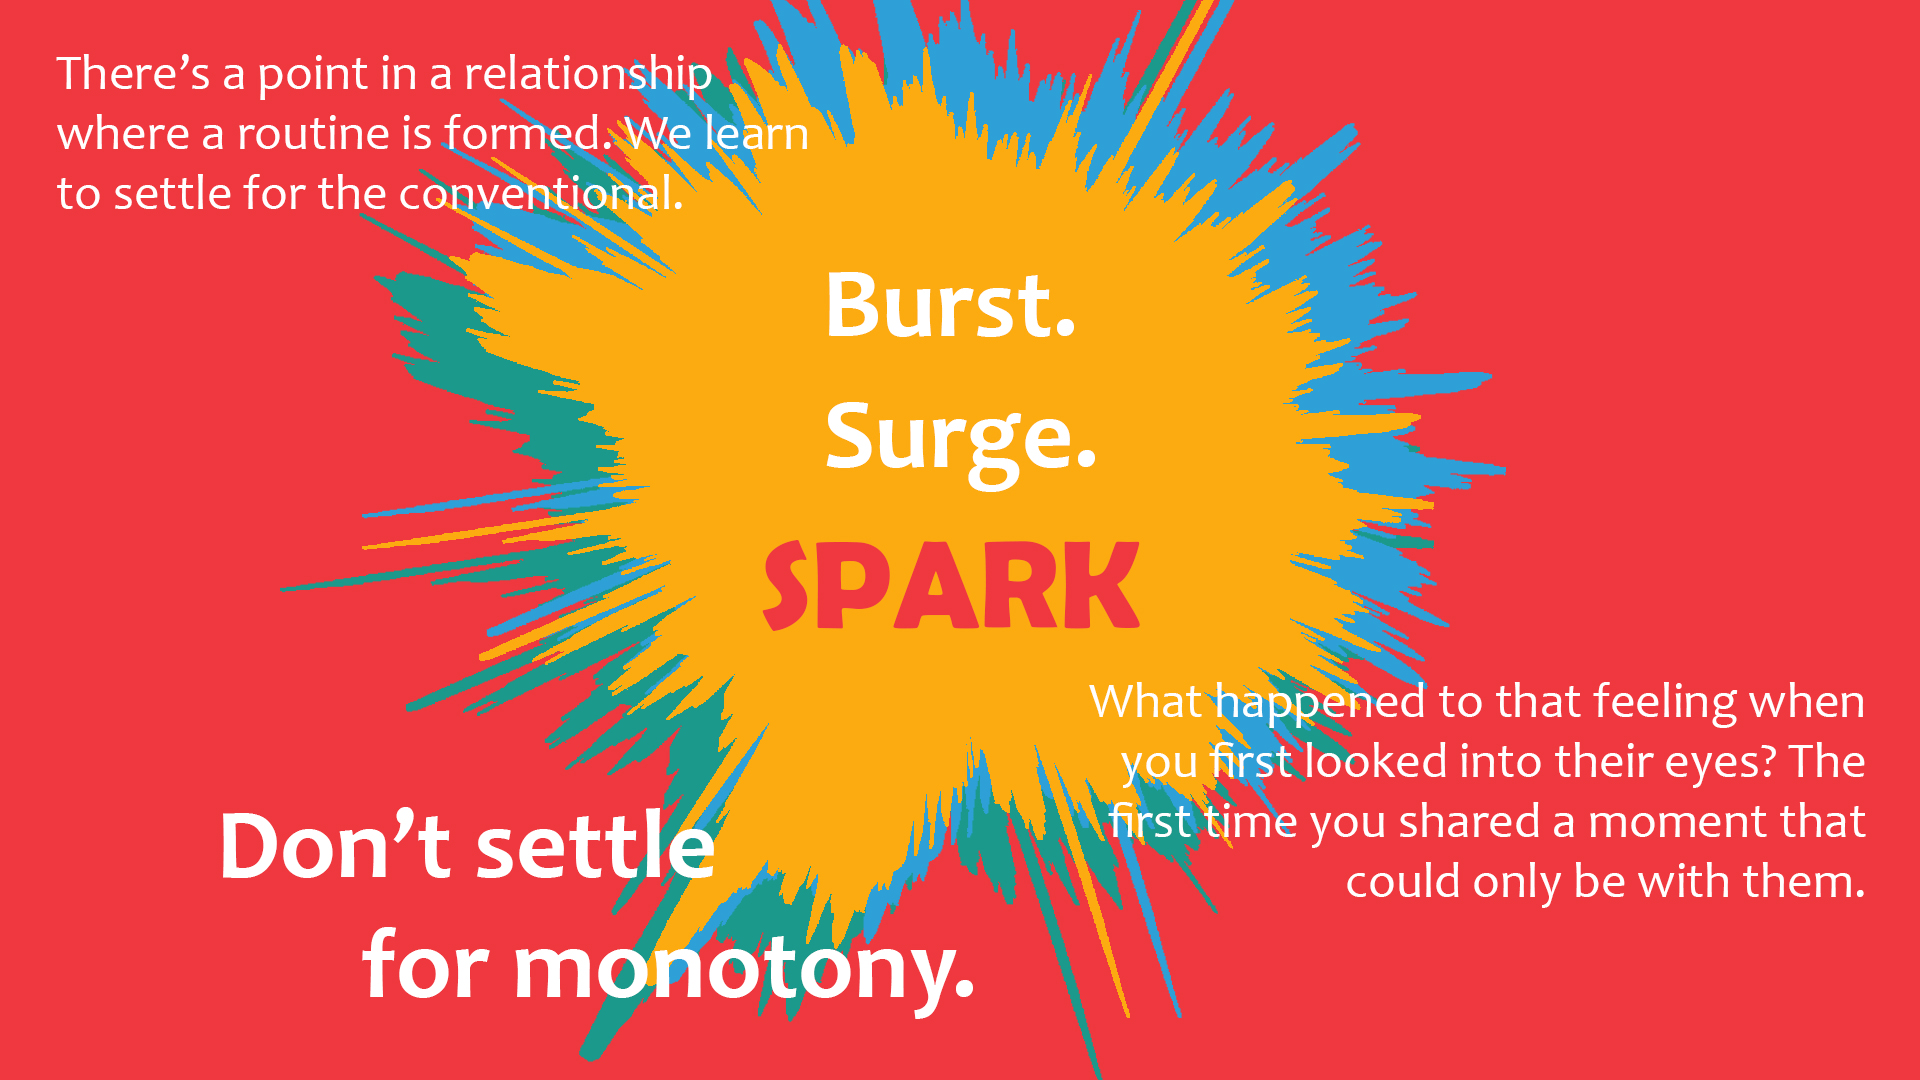 There’s a point in a relationship
where a routine is formed. We learn
to settle for the conventional.
Burst.
Surge.
SPARK
What happened to that feeling when
you first looked into their eyes? The
first time you shared a moment that
could only be with them.
Don’t settle
for monotony.